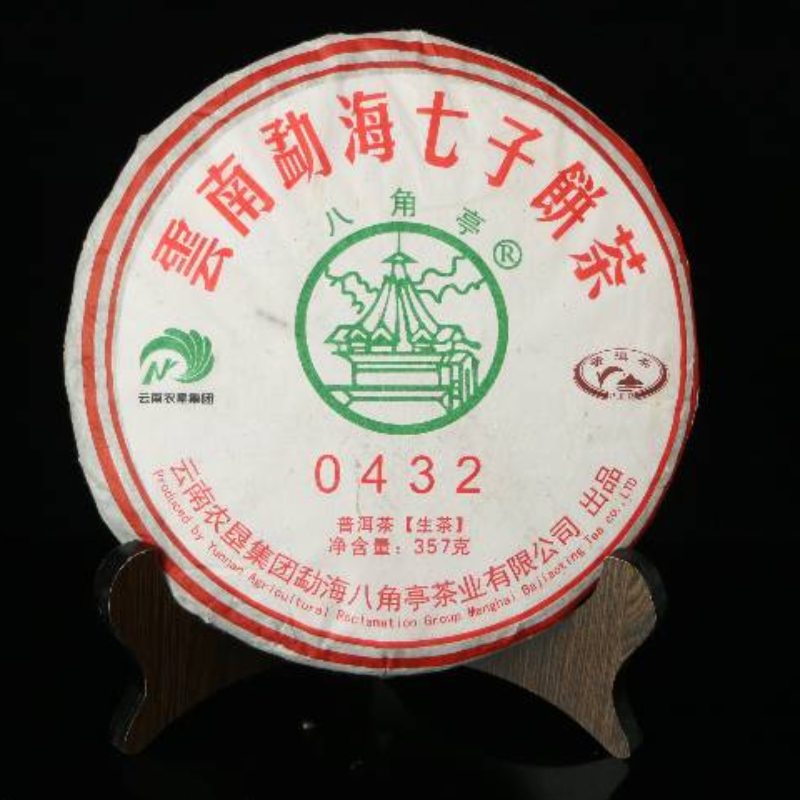 雲南勐海七子餅茶
八角亭®
云南农垦集团
普洱茶
0432
普洱茶【生茶】
净含量：357克
云南农垦集团勐海八角亭茶业有限公司 出品
Produced by Yunnan Agricultural Reclamation Group Menghai Bajiaoting Tea co.,LTD